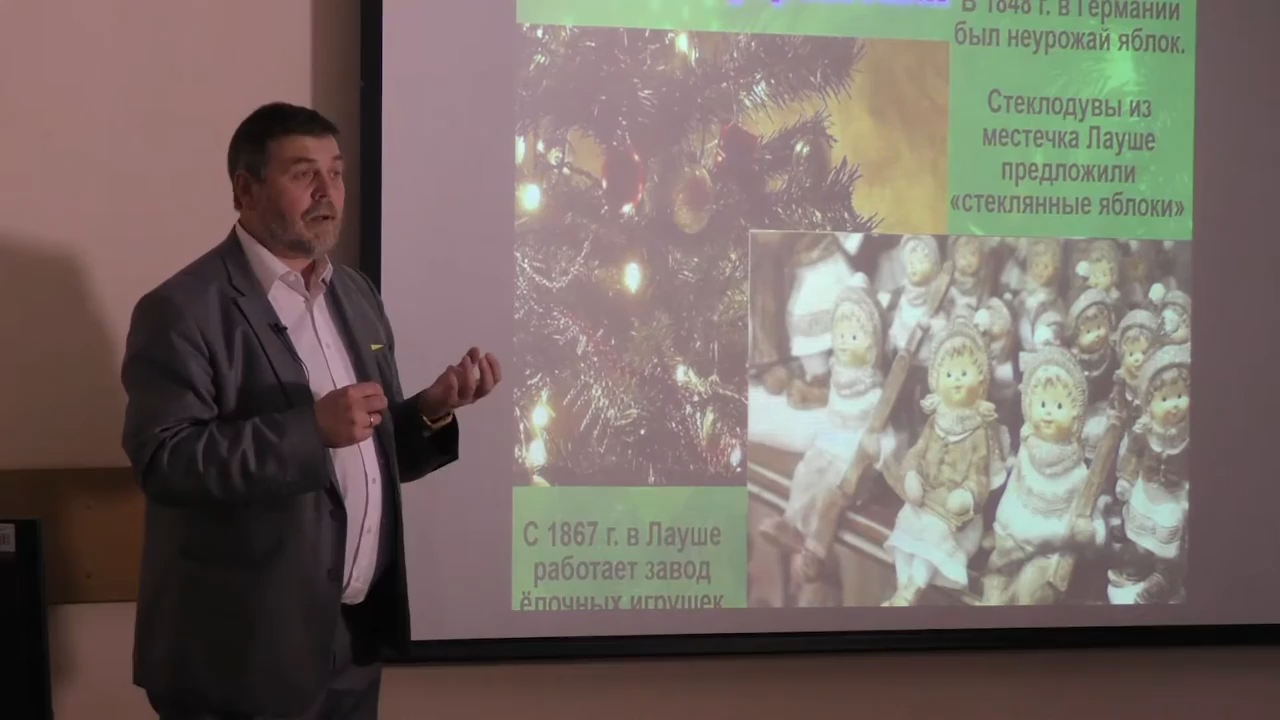 В 1848 г. в Германии
был неурожай яблок.
Стеклодувы из
местечка Лауше
предложили
«стеклянные яблоки»
С 1867 г. в Лауше
работает завод
ёлочных игрушек